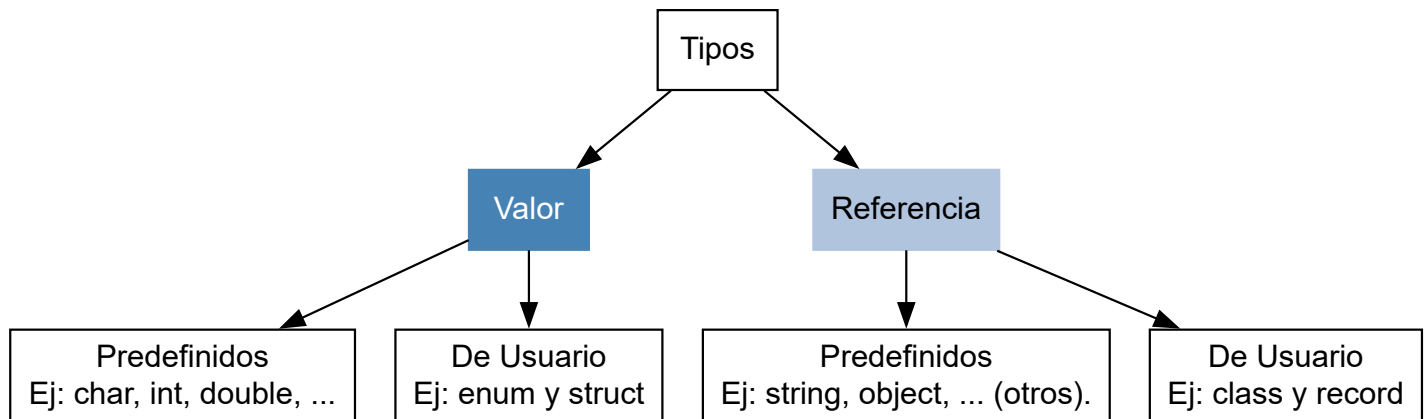 Tipos
Valor
Referencia
Predefinidos
Ej: char, int, double, ...
De Usuario
Ej: enum y struct
Predefinidos
Ej: string, object, ... (otros).
De Usuario
Ej: class y record